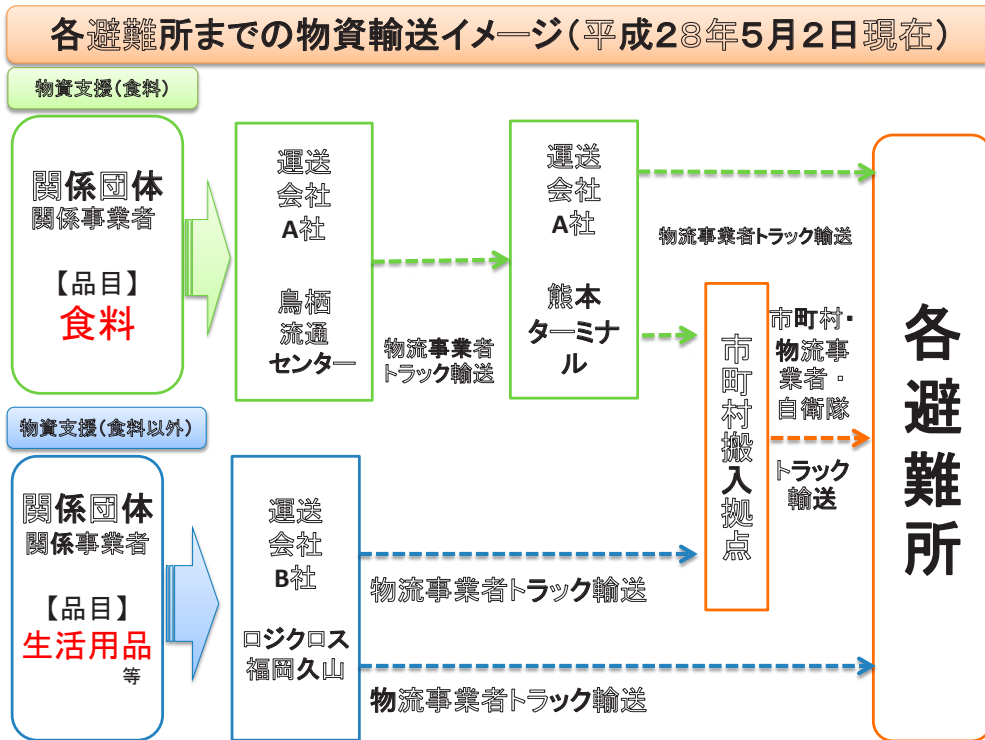 各避難所までの物資輸送イメージ(平成28年5月2日現在)
物資支援(食料)
関係団体
関係事業者
【品目】
食料
運送
会社
A社
鳥栖
流通
センター
物流事業者
トラック輸送
運送
会社
A社
熊本
ターミナ
ル
物流事業者トラック輸送
市町村搬入拠点
市町村・
物流事
業者・
自衛隊
トラック
輸送
各避難所
物資支援(食料以外)
関係団体
関係事業者
【品目】
生活用品
等
運送
会社
B社
ロジクロス
福岡久山
物流事業者トラック輸送
物流事業者トラック輸送